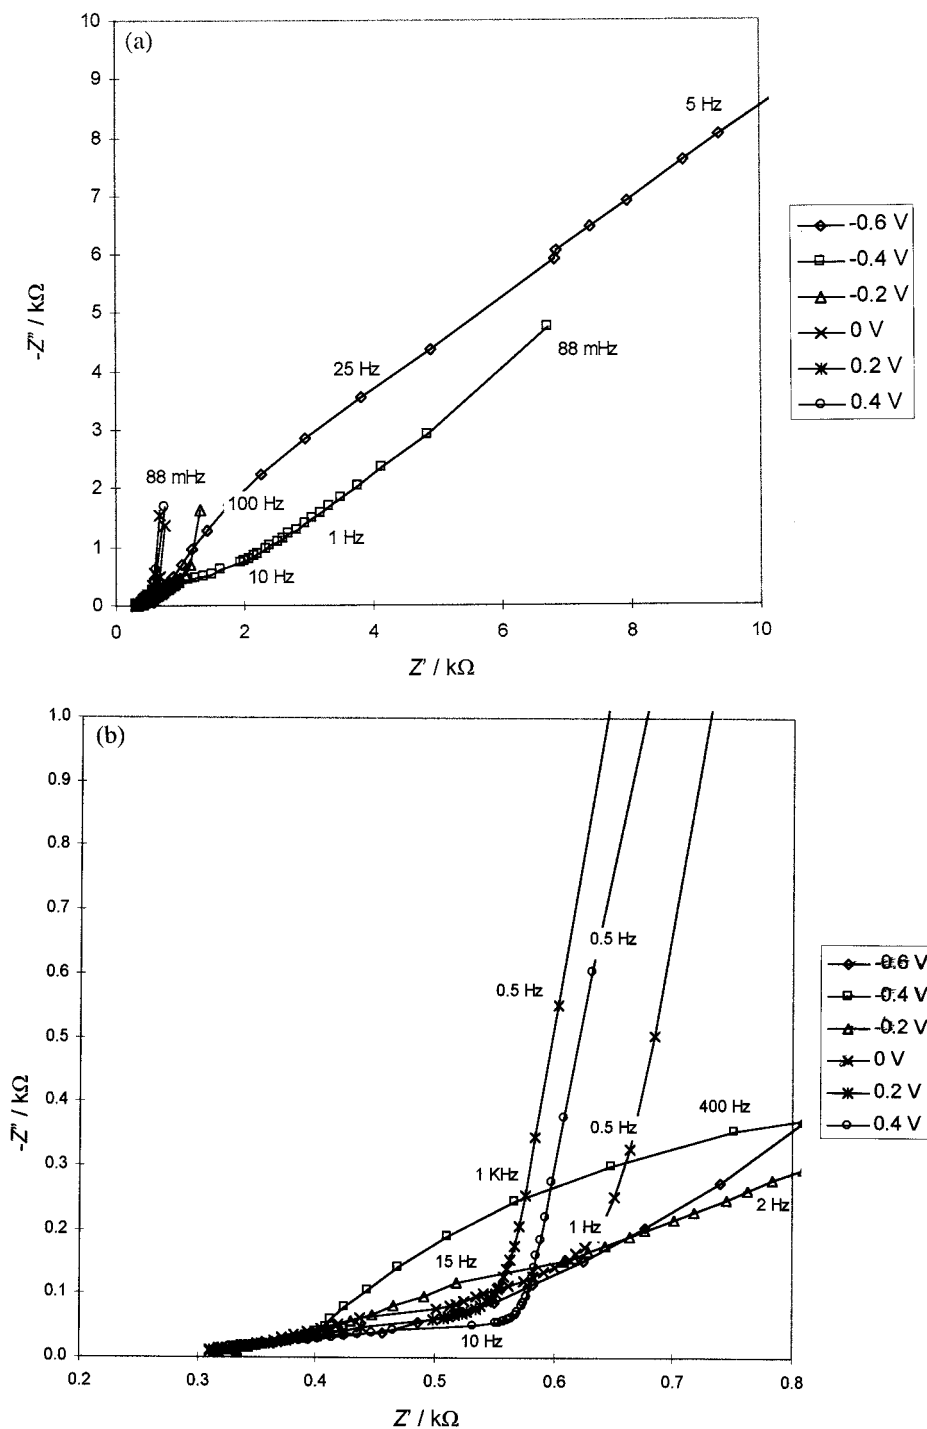 (a)
10
9
8
7
6
5
4
3
2
1
0
-Z" / kΩ
5 Hz
25 Hz
88 mHz
88 mHz
100 Hz
1 Hz
10 Hz
0 2 4 6 8 10
Z' / kΩ
-0.6 V
-0.4 V
-0.2 V
0 V
0.2 V
0.4 V
(b)
1.0
0.9
0.8
0.7
0.6
0.5
0.4
0.3
0.2
0.1
0.0
-Z" / kΩ
0.5 Hz
0.5 Hz
400 Hz
0.5 Hz
1 KHz
1 Hz
2 Hz
15 Hz
10 Hz
0.2 0.3 0.4 0.5 0.6 0.7 0.8
Z' / kΩ
-0.6 V
-0.4 V
-0.2 V
0 V
0.2 V
0.4 V